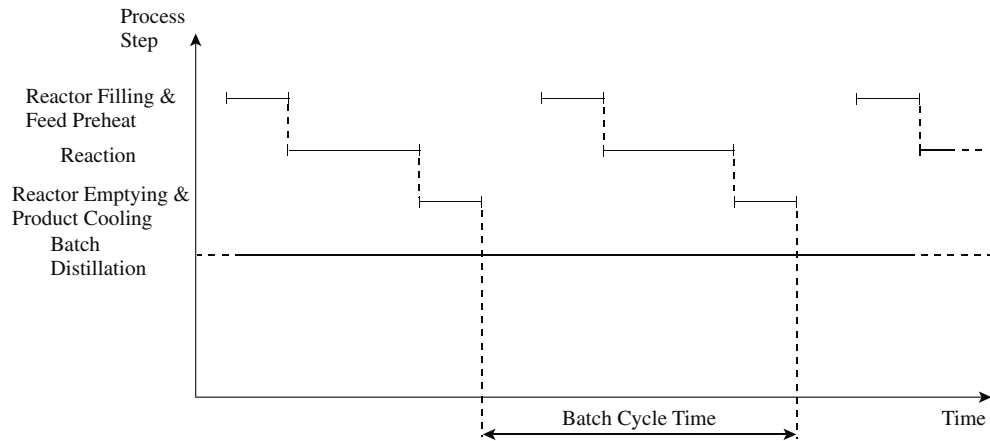 Process
Step
Reactor Filling &
Feed Preheat
Reaction
Reactor Emptying &
Product Cooling
Batch
Distillation
Batch Cycle Time
Time